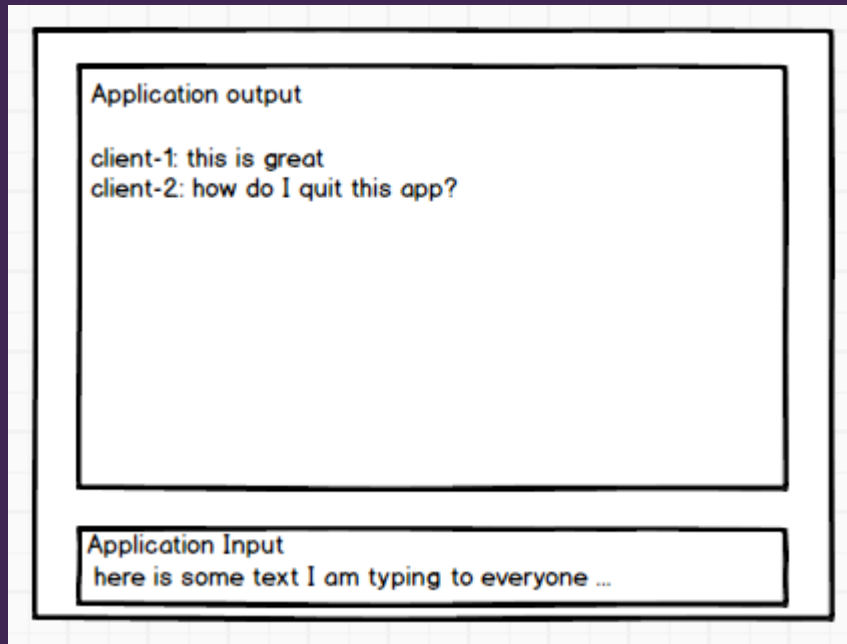 Application output
client-1: this is great
client-2: how do I quit this app?
Application Input
here is some text I am typing to everyone ...